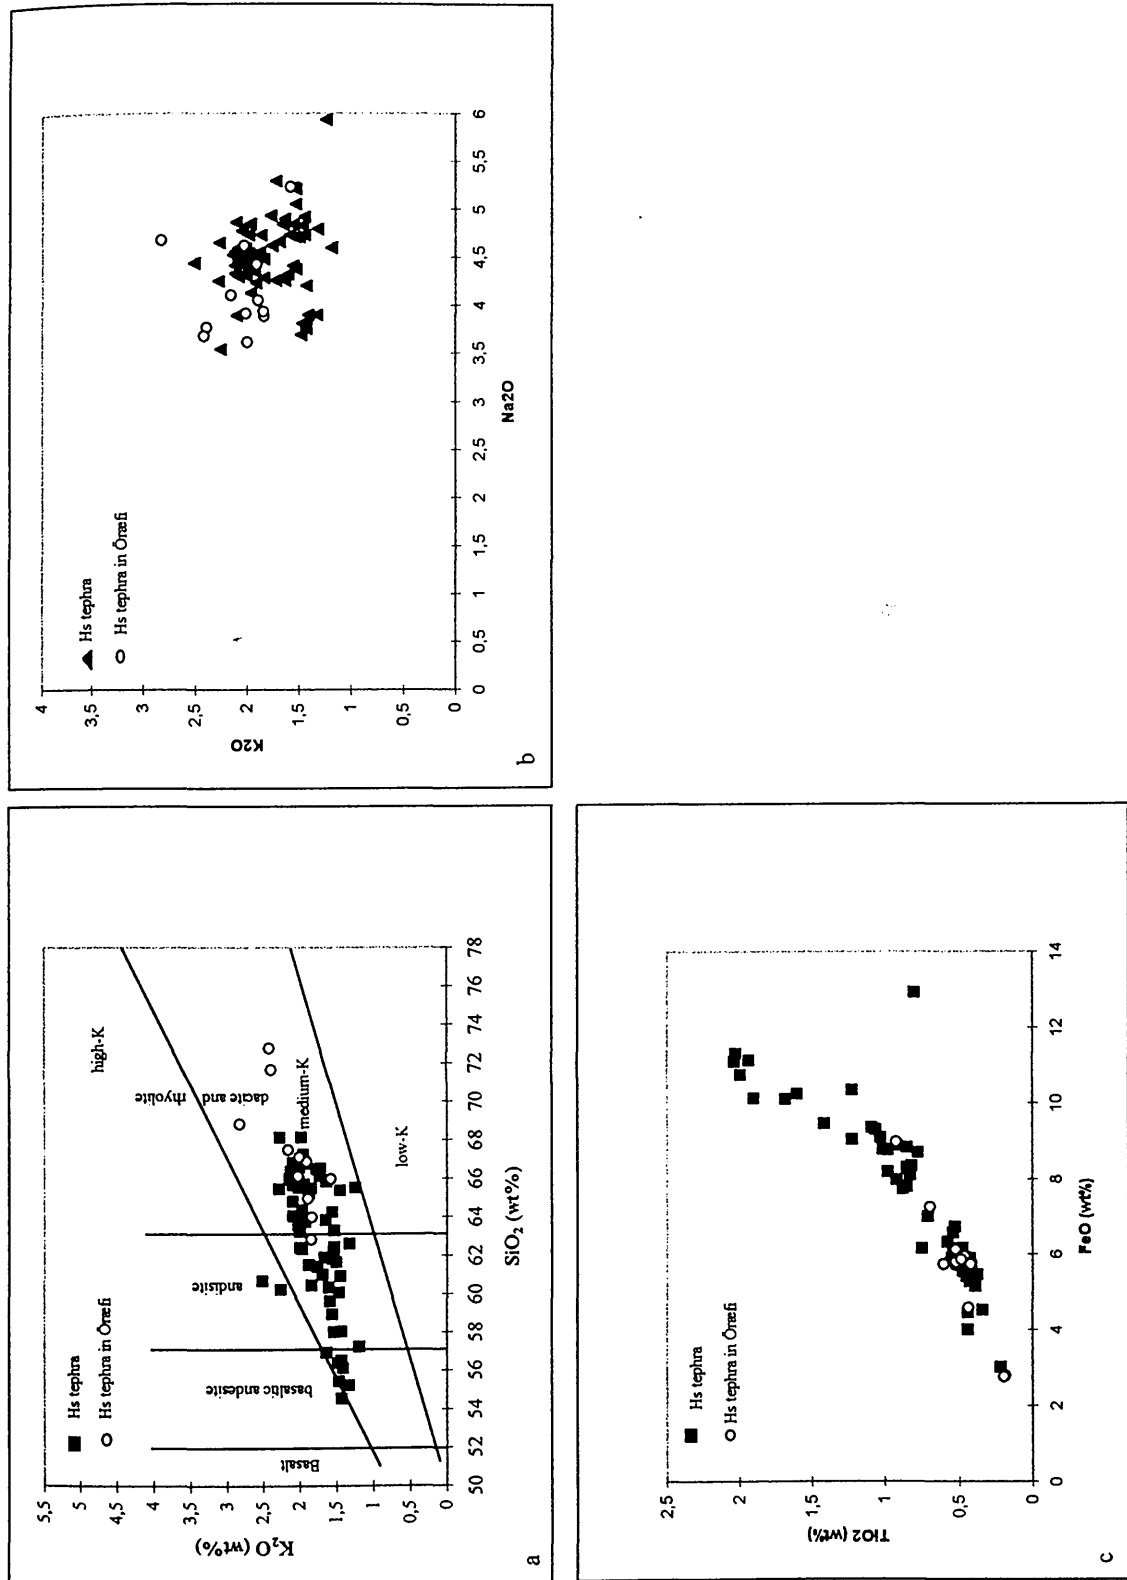 Hs tephra
Hs tephra in Öræfi
high-K
dacite and rhyolite
medium-K
low-K
andisite
basaltic andesite
Basalt
5,5
5
4,5
4
3,5
3
2,5
2
1,5
1
0,5
0
K₂O (wt%)
50 52 54 56 58 60 62 64 66 68 70 72 74 76 78
SiO₂ (wt%)
a
Hs tephra
Hs tephra in Öræfi
4
3,5
3
2,5
2
1,5
1
0,5
0
K2O
0 0,5 1 1,5 2 2,5 3 3,5 4 4,5 5 5,5 6
Na2O
b
Hs tephra
Hs tephra in Öræfi
2,5
2
1,5
1
0,5
0
TiO2 (wt%)
0 2 4 6 8 10 12 14
FeO (wt%)
c